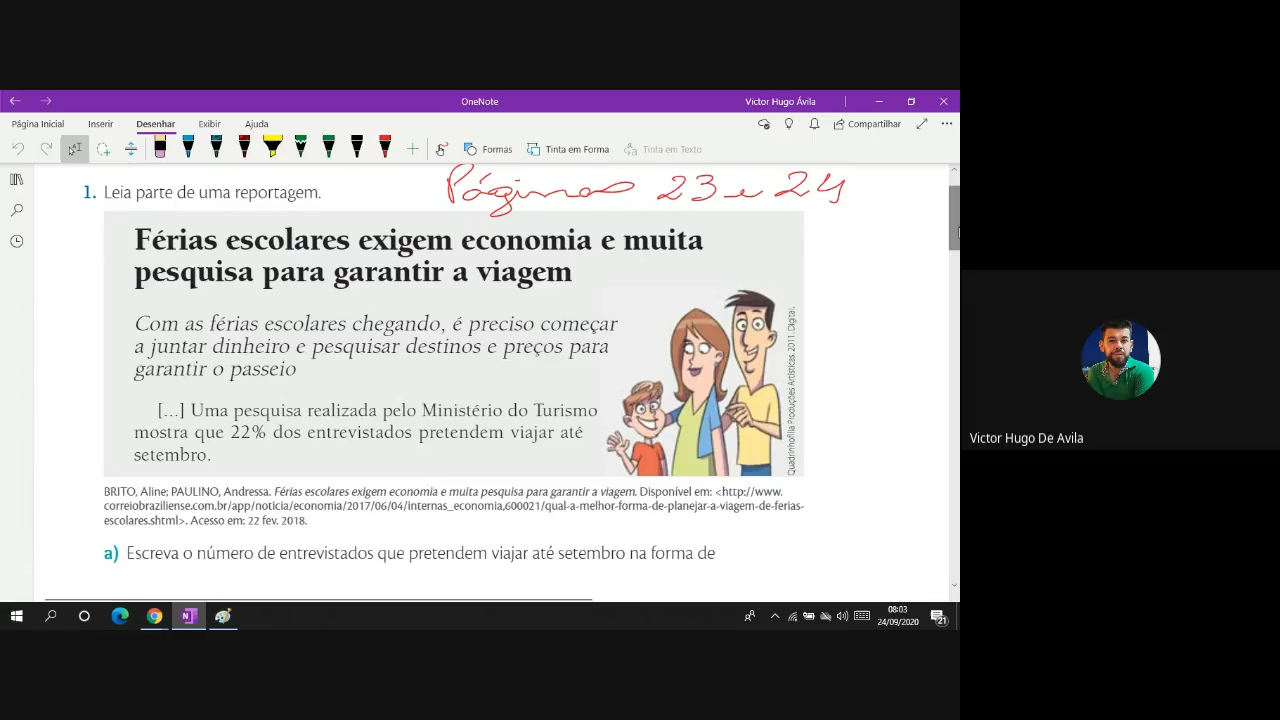 OneNote
Victor Hugo Ávila
Página Inicial Inserir Desenhar Exibir Ajuda
Compartilhar
Formas Tinta em Forma Tinta em Texto
Páginas 23 e 24
1. Leia parte de uma reportagem.
Férias escolares exigem economia e muita
pesquisa para garantir a viagem
Com as férias escolares chegando, é preciso começar
a juntar dinheiro e pesquisar destinos e preços para
garantir o passeio
[...] Uma pesquisa realizada pelo Ministério do Turismo
mostra que 22% dos entrevistados pretendem viajar até
setembro.
Quadrinhofilia Produções Artísticas. 2011. Digital.
BRITO, Aline; PAULINO, Andressa. Férias escolares exigem economia e muita pesquisa para garantir a viagem. Disponível em: <http://www.
correiobraziliense.com.br/app/noticia/economia/2017/06/04/internas_economia,600021/qual-a-melhor-forma-de-planejar-a-viagem-de-ferias-
escolares.shtml>. Acesso em: 22 fev. 2018.
a) Escreva o número de entrevistados que pretendem viajar até setembro na forma de
08:03
24/09/2020
21
Victor Hugo De Avila